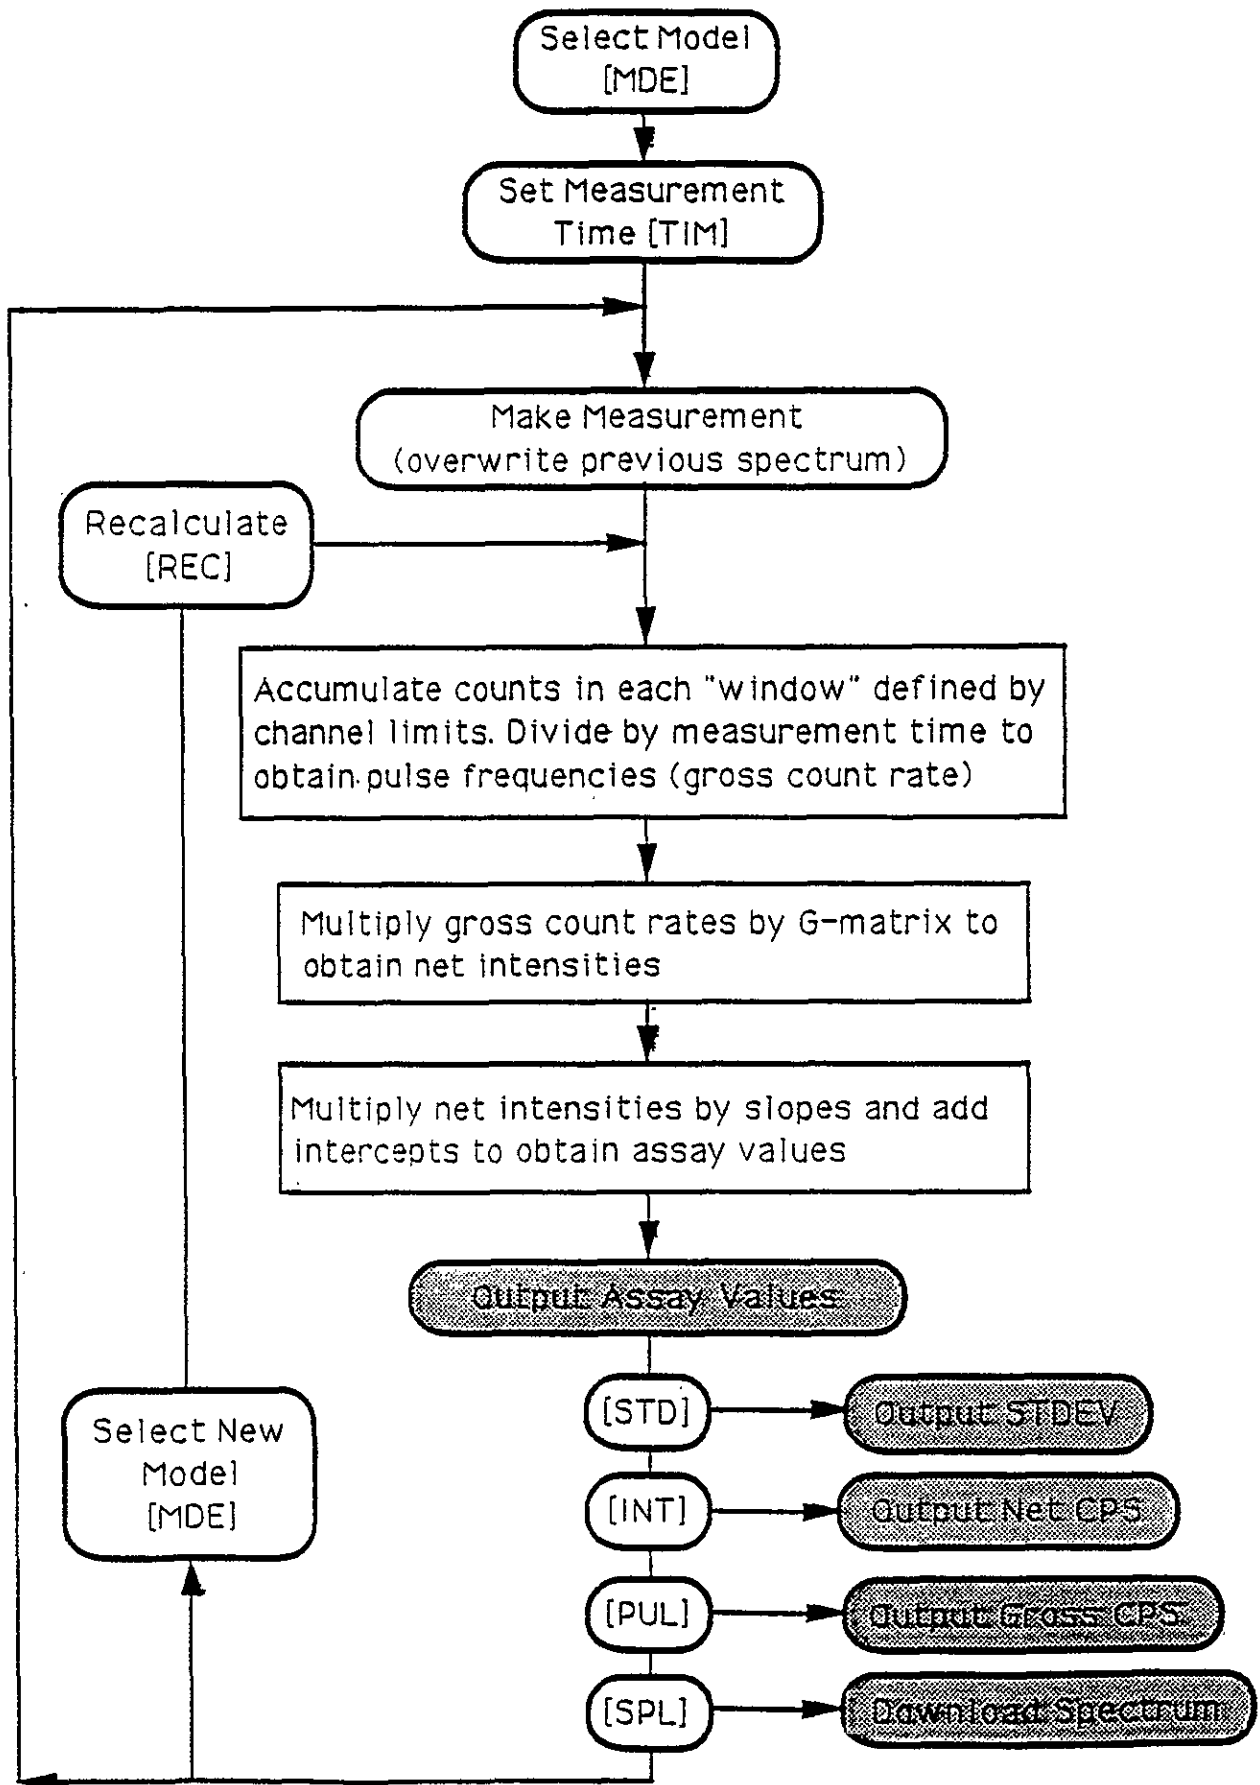 Select Model
[MDE]
Set Measurement
Time [TIM]
Make Measurement
(overwrite previous spectrum)
Recalculate
[REC]
Accumulate counts in each "window" defined by
channel limits. Divide by measurement time to
obtain pulse frequencies (gross count rate)
Multiply gross count rates by G-matrix to
obtain net intensities
Multiply net intensities by slopes and add
intercepts to obtain assay values
Output Assay Values
Select New
Model
[MDE]
[STD]
Output STDEV
[INT]
Output Net CPS
[PUL]
Output Gross CPS
[SPL]
Download Spectrum